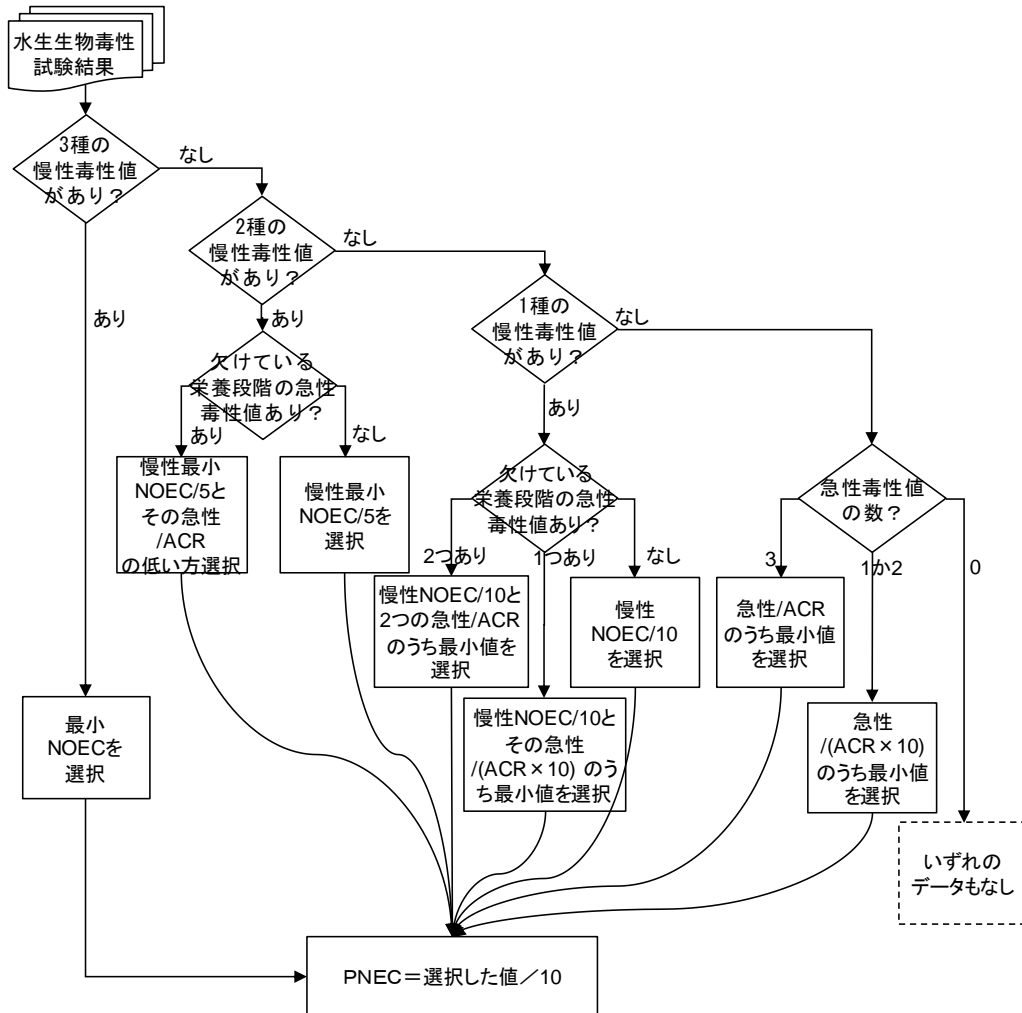 水生生物毒性
試験結果
3種の
慢性毒性値
があり？
なし
あり
2種の
慢性毒性値
があり？
なし
あり
1種の
慢性毒性値
があり？
なし
あり
欠けている
栄養段階の急性
毒性値あり？
あり
なし
慢性最小
NOEC/5と
その急性
/ACR
の低い方選択
慢性最小
NOEC/5を
選択
欠けている
栄養段階の急性
毒性値あり？
2つあり
1つあり
なし
急性毒性値
の数？
3
1か2
0
慢性NOEC/10と
2つの急性/ACR
のうち最小値を
選択
慢性
NOEC/10
を選択
急性/ACR
のうち最小値
を選択
最小
NOECを
選択
慢性NOEC/10と
その急性
/(ACR×10) のう
ち最小値を選択
急性
/(ACR×10)
のうち最小値
を選択
いずれの
データもなし
PNEC＝選択した値／10